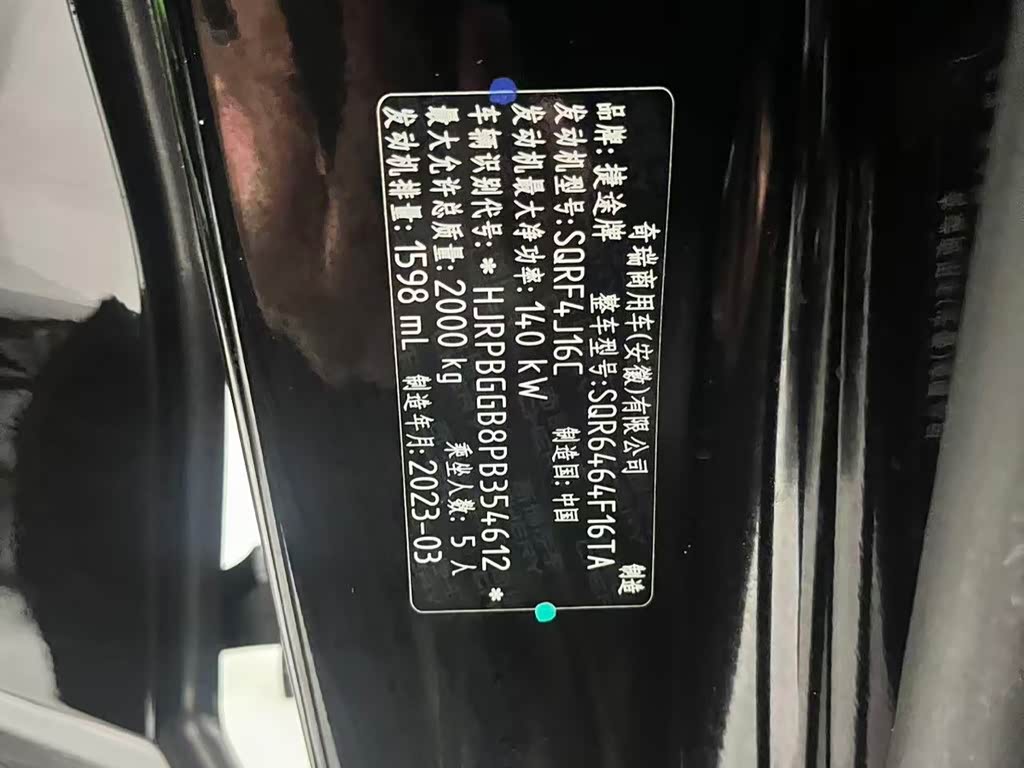 奇瑞商用车(安徽)有限公司 制造
品牌: 捷途牌 整车型号:SQR6464F16TA
发动机型号:SQRF4J16C 制造国:中国
发动机最大净功率:140 kW
车辆识别代号:*HJRPBGGB8PB354612*
最大允许总质量:2000 kg 乘坐人数:5人
发动机排量:1598 mL 制造年月:2023-03